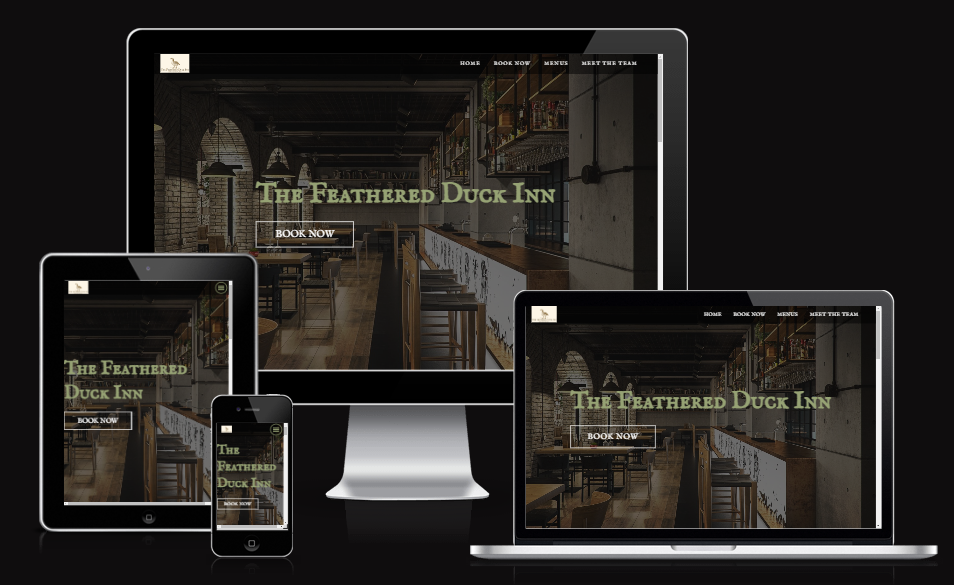 HOME BOOK NOW MENUS MEET THE TEAM
The Feathered Duck Inn
BOOK NOW
The Feathered
Duck Inn
BOOK NOW
The
Feathered
Duck Inn
BOOK NOW
HOME BOOK NOW MENUS MEET THE TEAM
The Feathered Duck Inn
BOOK NOW